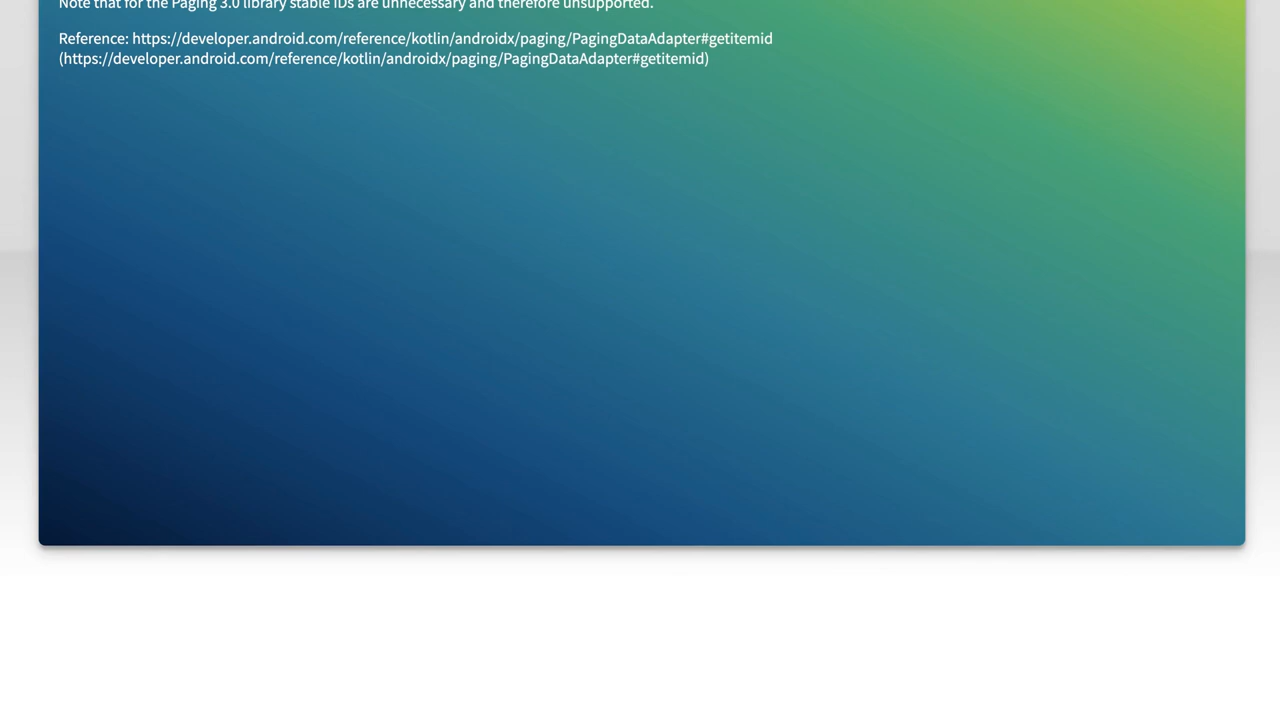 Note that for the Paging 3.0 library stable IDs are unnecessary and therefore unsupported.
Reference: https://developer.android.com/reference/kotlin/androidx/paging/PagingDataAdapter#getitemid
(https://developer.android.com/reference/kotlin/androidx/paging/PagingDataAdapter#getitemid)